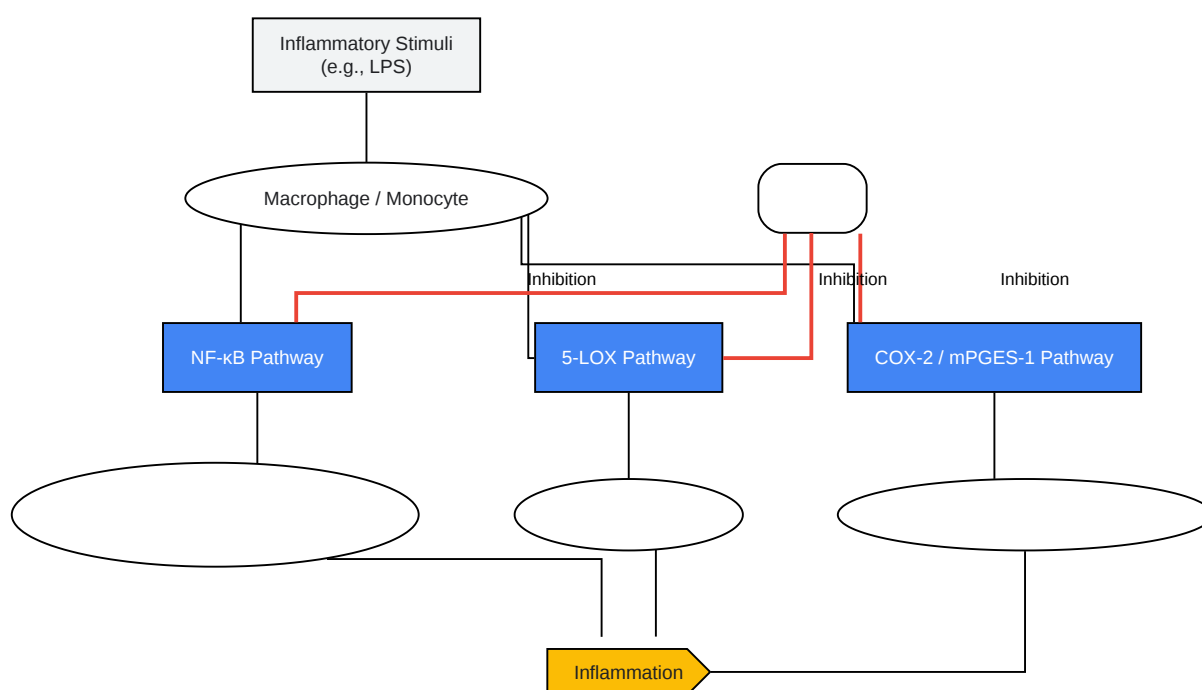 Inflammatory Stimuli
(e.g., LPS)
Macrophage / Monocyte
Inhibition
Inhibition
Inhibition
NF-κB Pathway
5-LOX Pathway
COX-2 / mPGES-1 Pathway
Inflammation